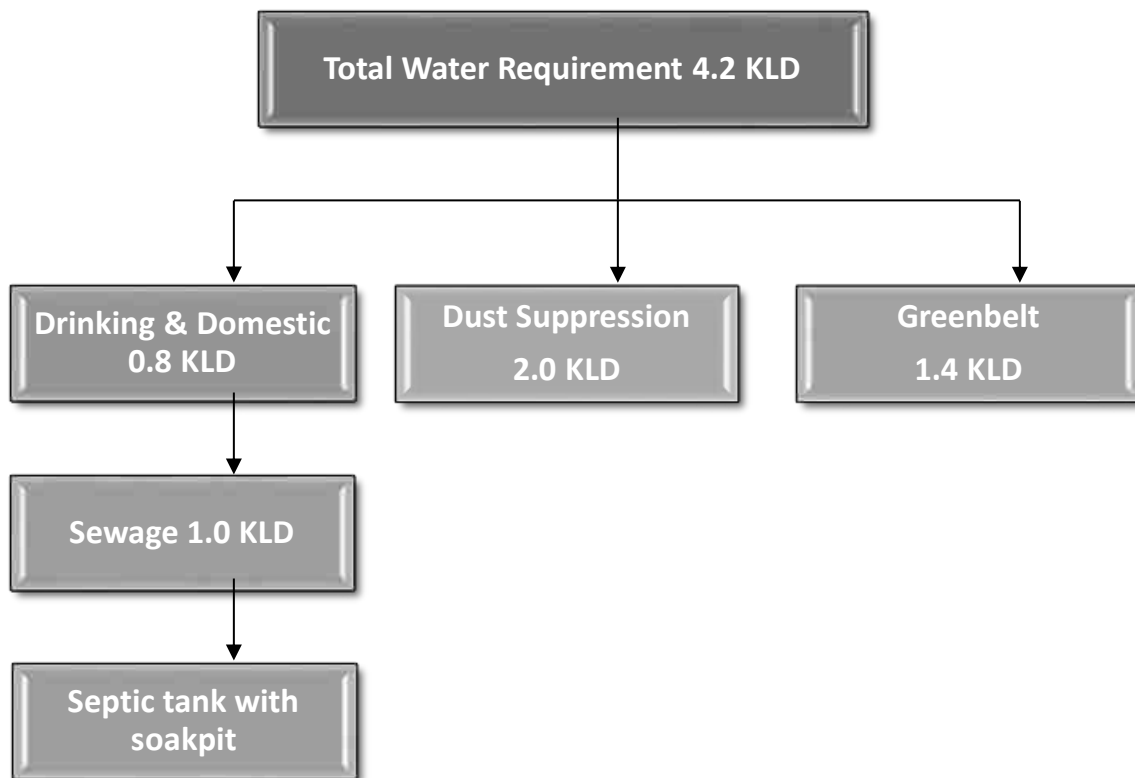 Total Water Requirement 4.2 KLD
Drinking & Domestic
0.8 KLD
Dust Suppression
2.0 KLD
Greenbelt
1.4 KLD
Sewage 1.0 KLD
Septic tank with
soakpit